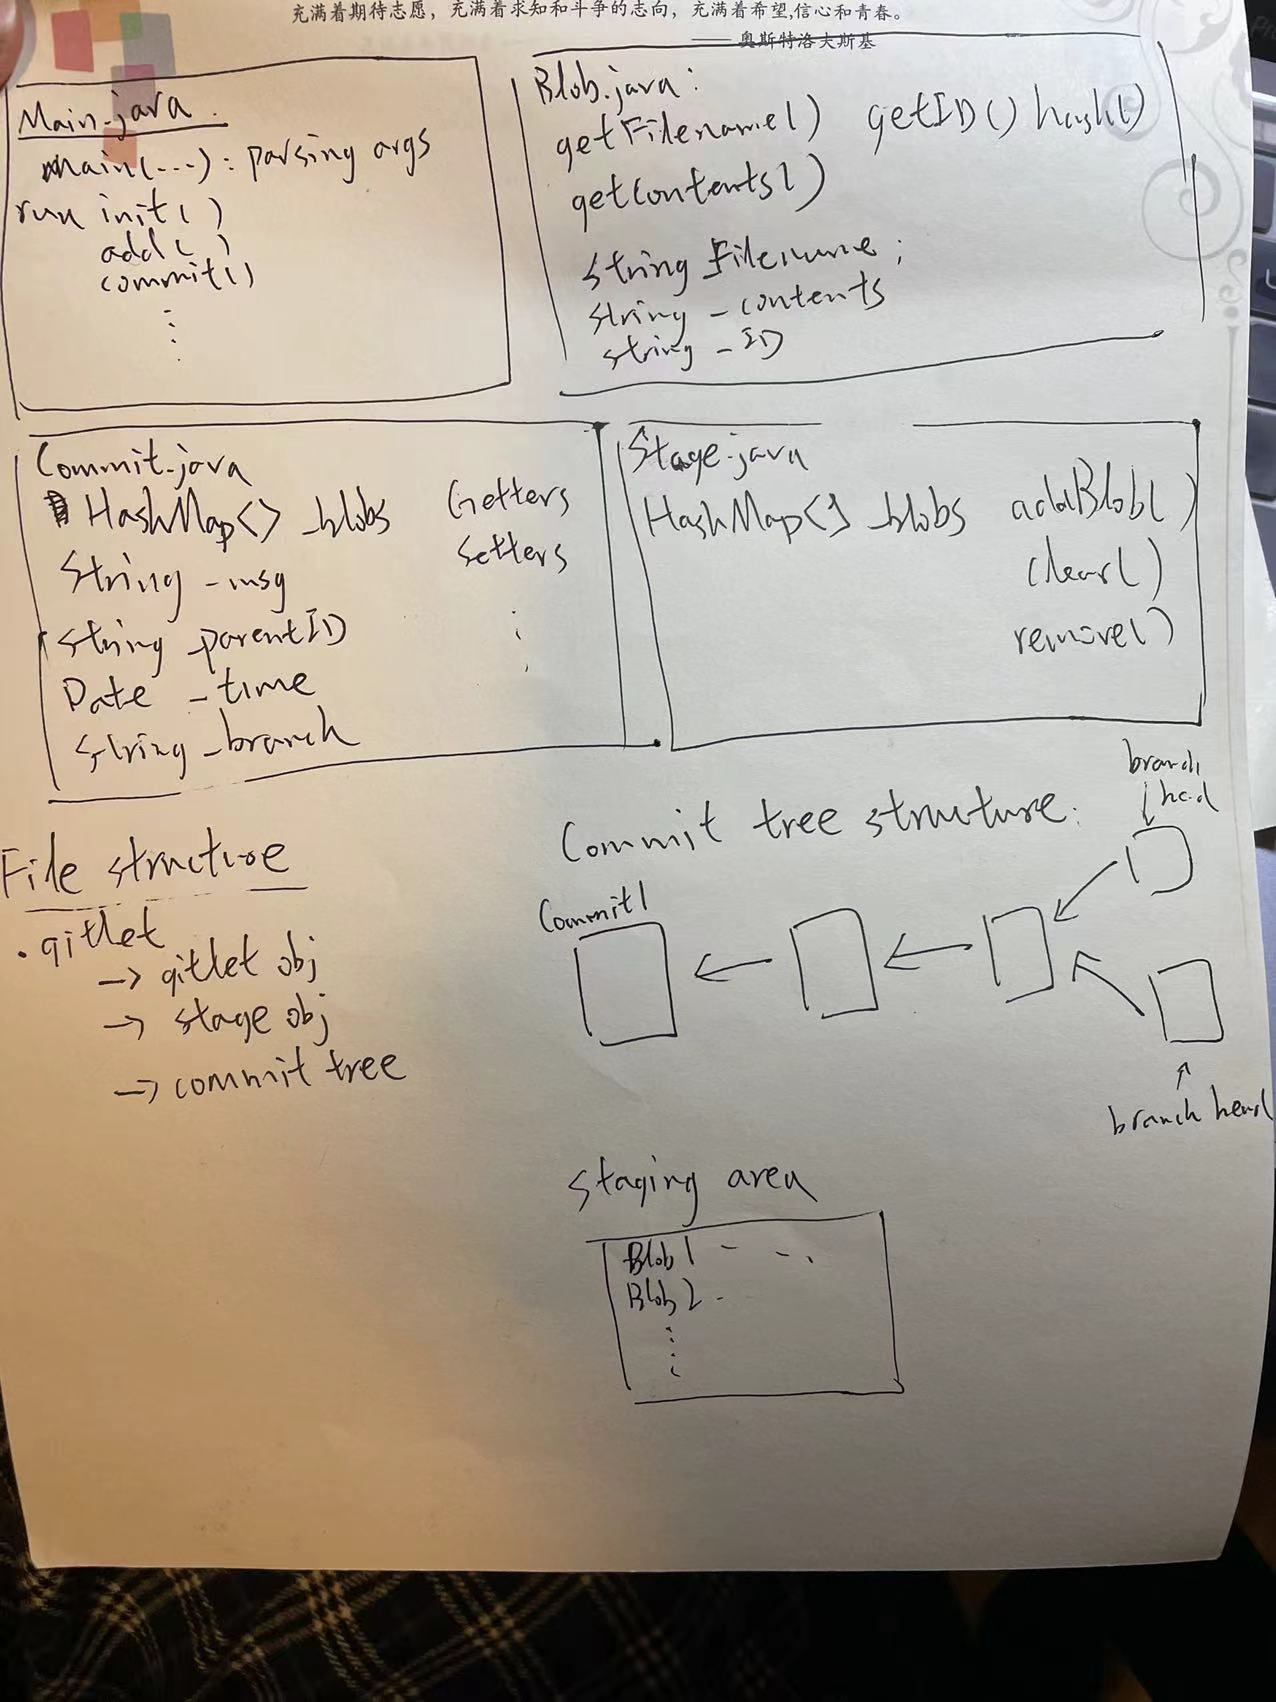 充满着期待志愿，充满着求知和斗争的志向，充满着希望,信心和青春。
—— 奥斯特洛夫斯基
Main.java
main(...): parsing args
run init()
add()
commit()
Blob.java:
getFilename() getID() hash()
getContents()
String _Filename;
String _contents
String _ID
Commit.java
HashMap<> _blobs Getters
String _msg Setters
String _parentID
Date _time
String _branch
Stage.java
HashMap<> _blobs addBlob()
clear()
remove()
File structure
.gitlet
→ gitlet obj
→ stage obj
→ commit tree
Commit tree structure:
branch
head
Commit1
branch head
Staging area
Blob1 - - .
Blob2 -